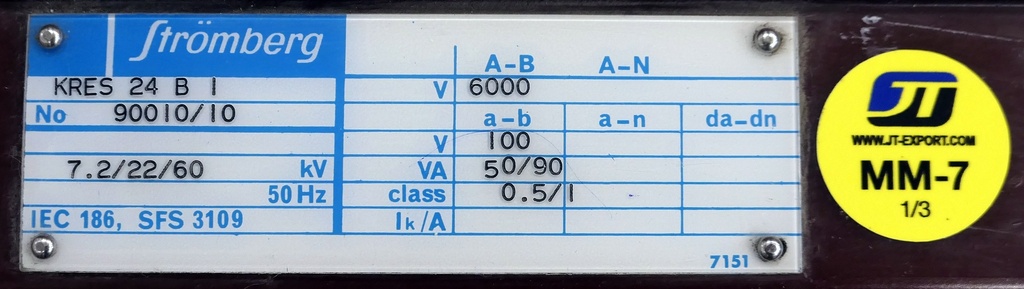 Strömberg
KRES 24 B I
No 90010/10
7.2/22/60 kV
50 Hz
IEC 186, SFS 3109
A-B A-N
V 6000
a-b a-n da-dn
V 100
VA 50/90
class 0.5/1
Ik/A
7151
JT
WWW.JT-EXPORT.COM
MM-7
1/3